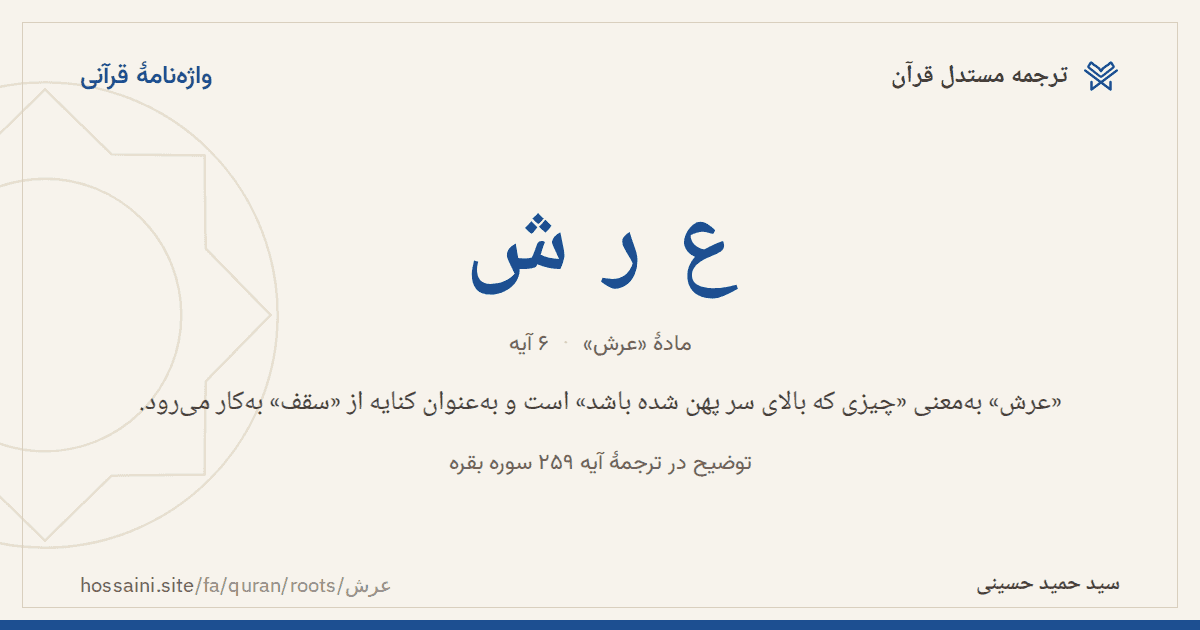 ترجمه مستدل قرآن
واژه‌نامهٔ قرآنی
ع ر ش
مادهٔ «عرش» · ۶ آیه
«عرش» به‌معنی «چیزی که بالای سر پهن شده باشد» است و به‌عنوان کنایه از «سقف» به‌کار می‌رود.
توضیح در ترجمهٔ آیه ۲۵۹ سوره بقره
سید حمید حسینی
hossaini.site/fa/quran/roots/عرش